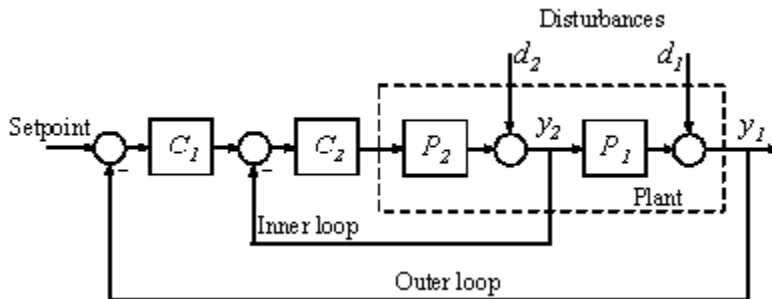 Disturbances
d2 d1
Setpoint
C1 C2 P2 y2 P1 y1
Plant
Inner loop
Outer loop